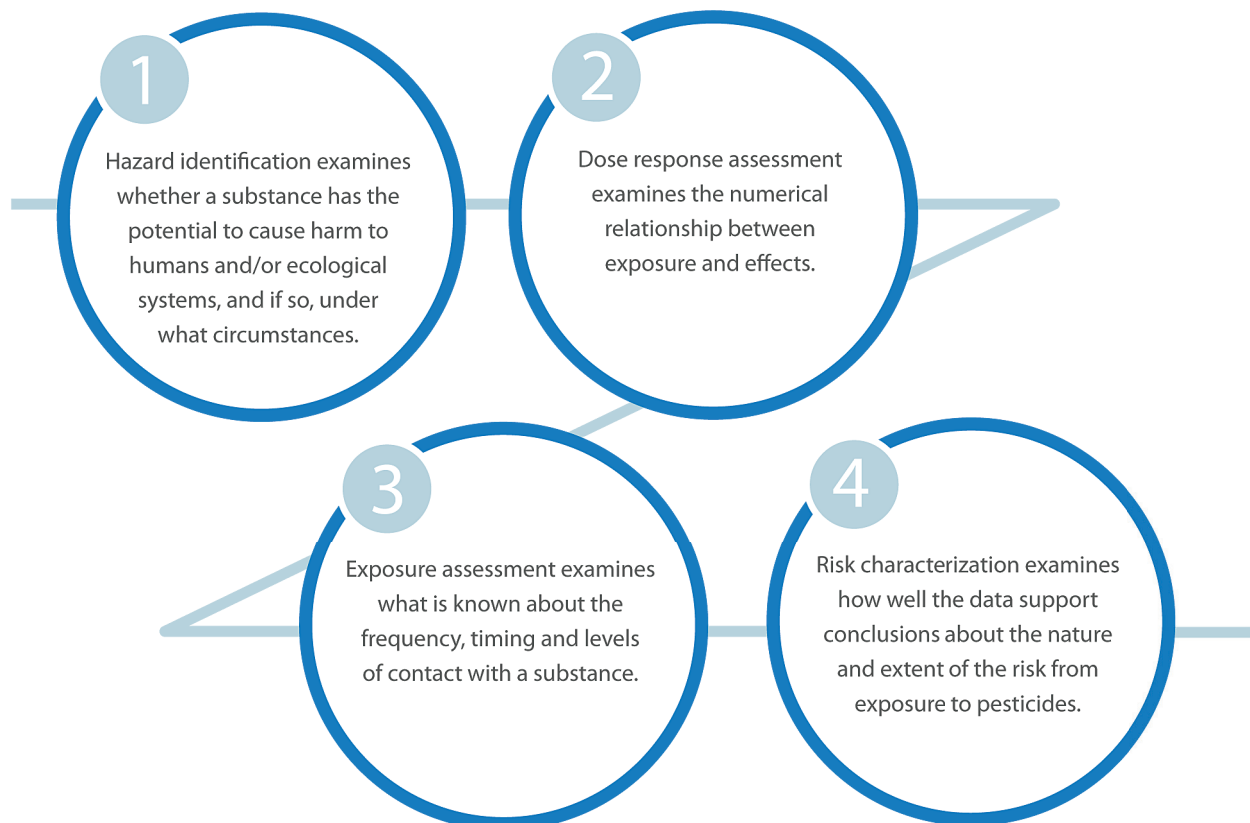 1
Hazard identification examines
whether a substance has the
potential to cause harm to
humans and/or ecological
systems, and if so, under
what circumstances.
2
Dose response assessment
examines the numerical
relationship between
exposure and effects.
3
Exposure assessment examines
what is known about the
frequency, timing and levels
of contact with a substance.
4
Risk characterization examines
how well the data support
conclusions about the nature
and extent of the risk from
exposure to pesticides.